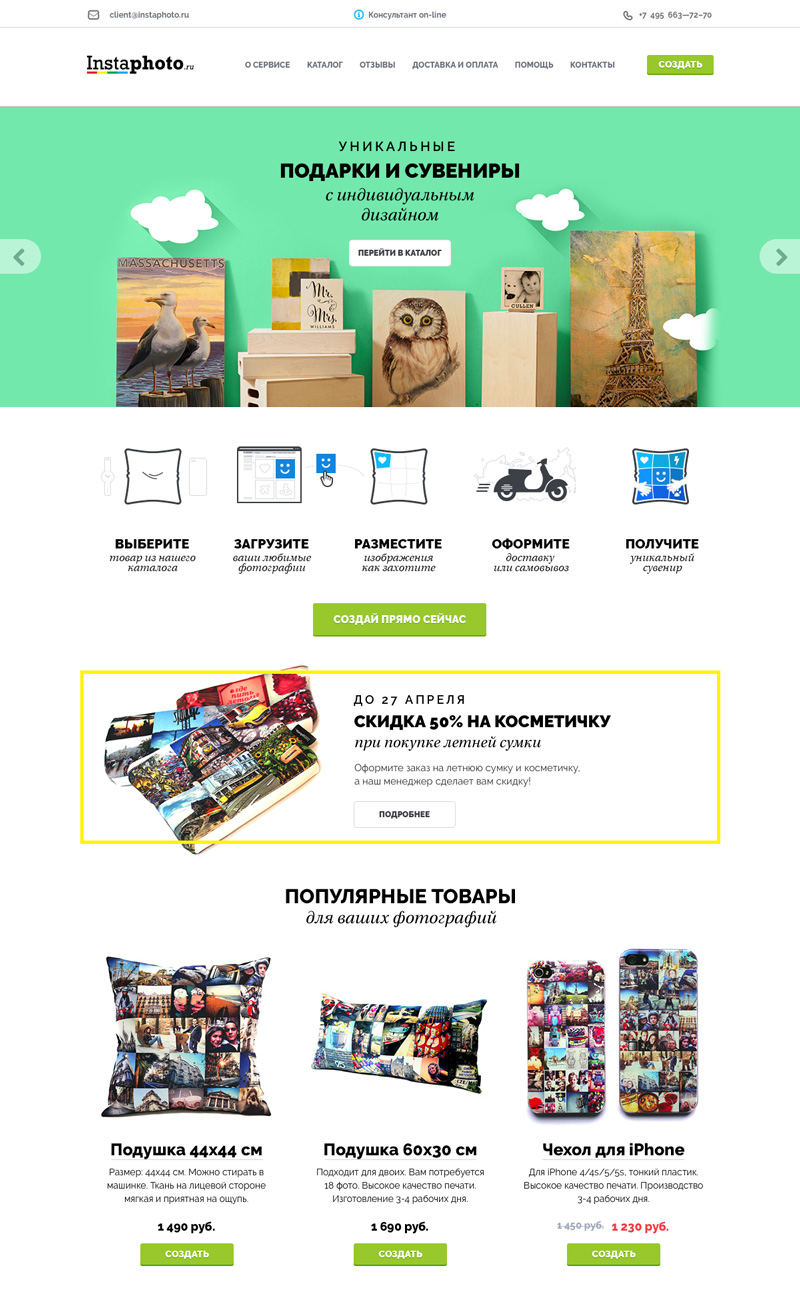 client@instaphoto.ru
Консультант on-line
+7 495 663—72—70
Instaphoto.ru
О СЕРВИСЕ КАТАЛОГ ОТЗЫВЫ ДОСТАВКА И ОПЛАТА ПОМОЩЬ КОНТАКТЫ
СОЗДАТЬ
УНИКАЛЬНЫЕ
ПОДАРКИ И СУВЕНИРЫ
с индивидуальным
дизайном
ПЕРЕЙТИ В КАТАЛОГ
MASSACHUSETTS
Mr.
&
Mrs.
WILLIAMS
CULLEN
ВЫБЕРИТЕ
товар из нашего
каталога
ЗАГРУЗИТЕ
ваши любимые
фотографии
РАЗМЕСТИТЕ
изображения
как захотите
ОФОРМИТЕ
доставку
или самовывоз
ПОЛУЧИТЕ
уникальный
сувенир
СОЗДАЙ ПРЯМО СЕЙЧАС
где
пить
ДО 27 АПРЕЛЯ
СКИДКА 50% НА КОСМЕТИЧКУ
при покупке летней сумки
Оформите заказ на летнюю сумку и косметичку,
а наш менеджер сделает вам скидку!
ПОДРОБНЕЕ
ПОПУЛЯРНЫЕ ТОВАРЫ
для ваших фотографий
Подушка 44x44 см
Размер: 44x44 см. Можно стирать в
машинке. Ткань на лицевой стороне
мягкая и приятная на ощупь.
1 490 руб.
СОЗДАТЬ
Подушка 60x30 см
Подходит для двоих. Вам потребуется
18 фото. Высокое качество печати.
Изготовление 3-4 рабочих дня.
1 690 руб.
СОЗДАТЬ
Чехол для iPhone
Для iPhone 4/4s/5/5s, тонкий пластик.
Высокое качество печати. Производство
3-4 рабочих дня.
1 450 руб. 1 230 руб.
СОЗДАТЬ